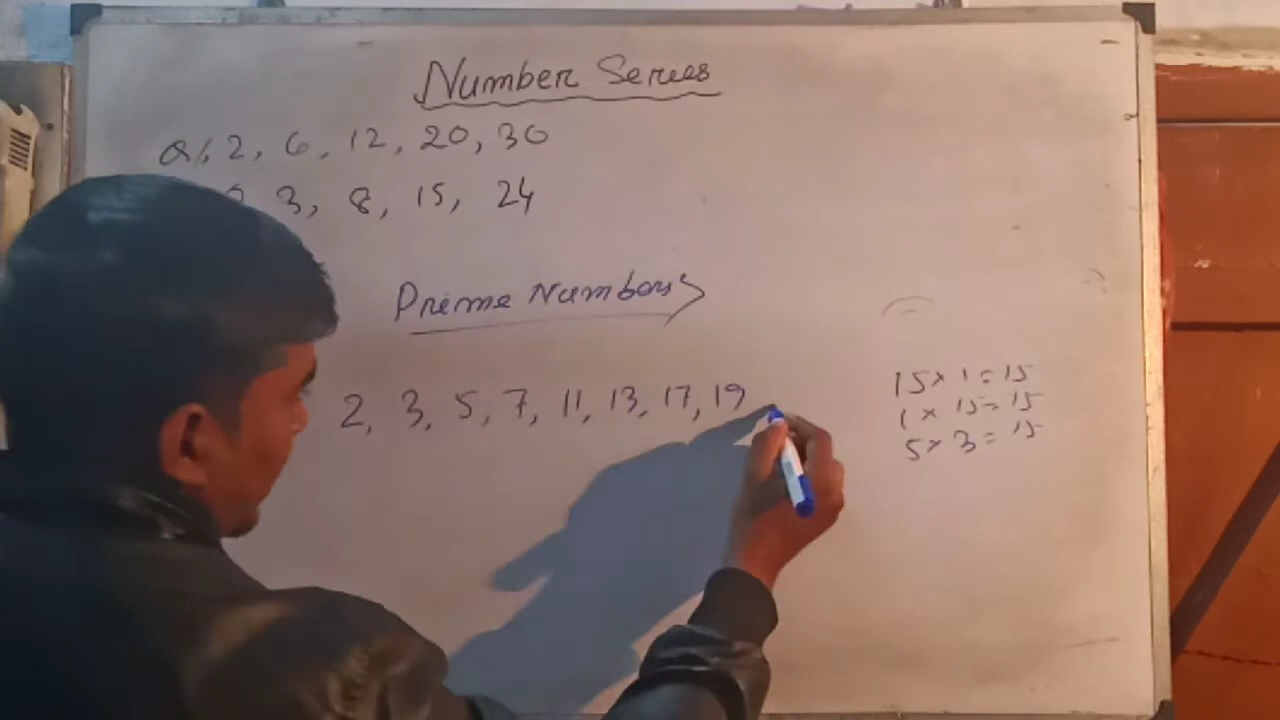 Number Series
Q1, 2, 6, 12, 20, 30
3, 8, 15, 24
Prime Numbers
2, 3, 5, 7, 11, 13, 17, 19
15 × 1 = 15
1 × 15 = 15
5 × 3 = 15